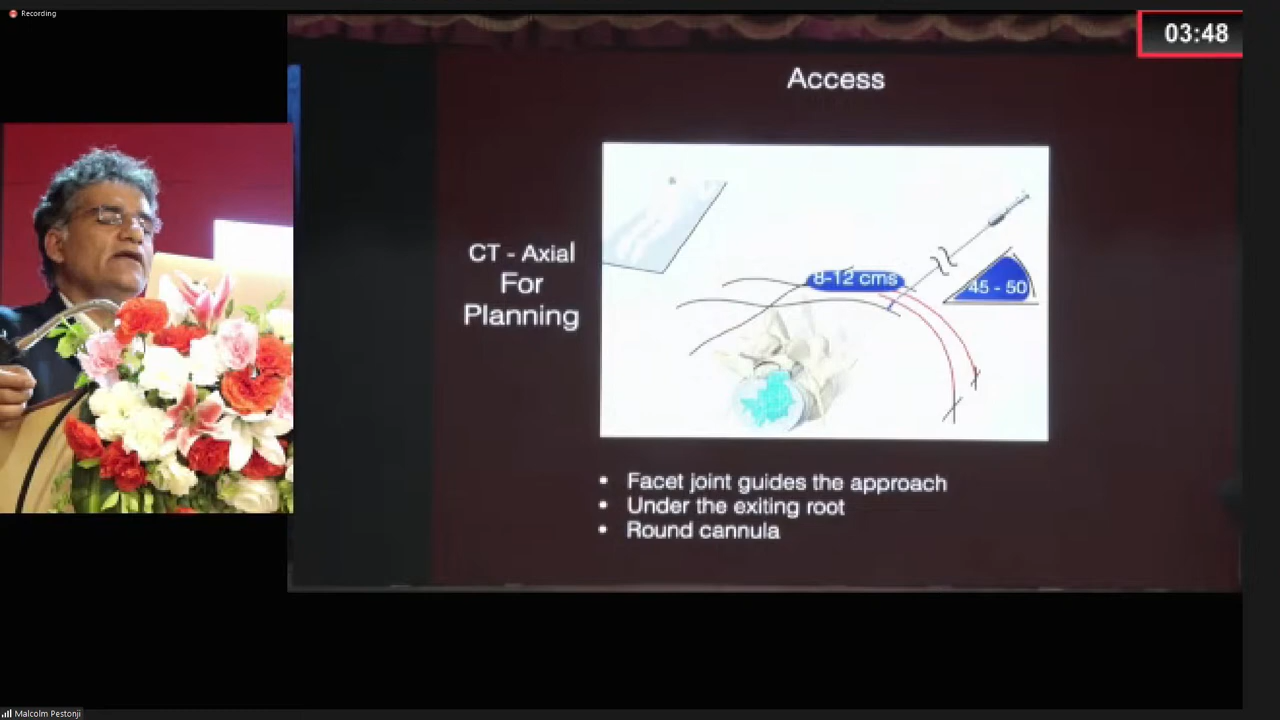 Recording
03:48
Access
CT - Axial
For
Planning
8-12 cms
45 - 50
• Facet joint guides the approach
• Under the exiting root
• Round cannula
Malcolm Pestonji